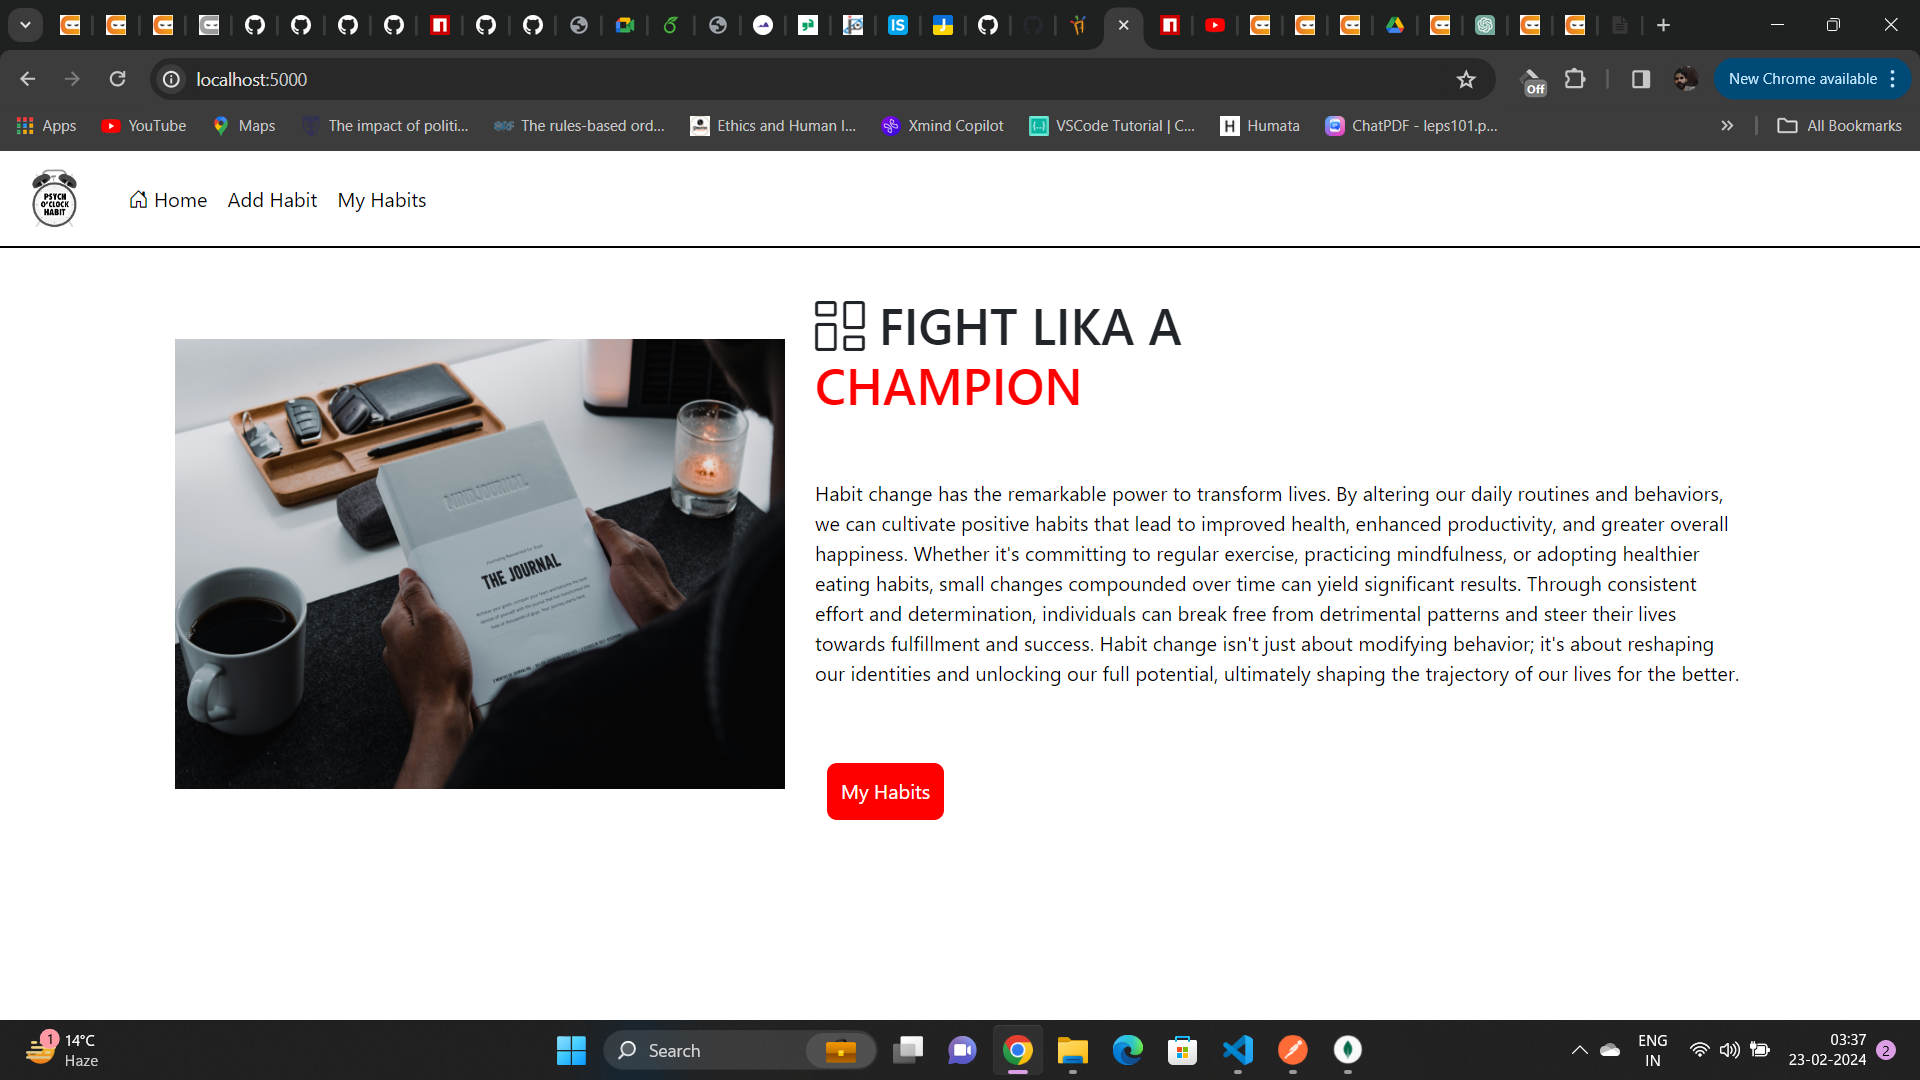 localhost:5000
Off
New Chrome available
Apps
YouTube
Maps
The impact of politi...
The rules-based ord...
Ethics and Human I...
Xmind Copilot
VSCode Tutorial | C...
Humata
ChatPDF - leps101.p...
All Bookmarks
PSYCH
O'CLOCK
HABIT
Home
Add Habit
My Habits
FIGHT LIKA A
CHAMPION
MINDJOURNAL
THE JOURNAL
Habit change has the remarkable power to transform lives. By altering our daily routines and behaviors,
we can cultivate positive habits that lead to improved health, enhanced productivity, and greater overall
happiness. Whether it's committing to regular exercise, practicing mindfulness, or adopting healthier
eating habits, small changes compounded over time can yield significant results. Through consistent
effort and determination, individuals can break free from detrimental patterns and steer their lives
towards fulfillment and success. Habit change isn't just about modifying behavior; it's about reshaping
our identities and unlocking our full potential, ultimately shaping the trajectory of our lives for the better.
My Habits
1
14°C
Haze
Search
ENG
IN
03:37
23-02-2024
2